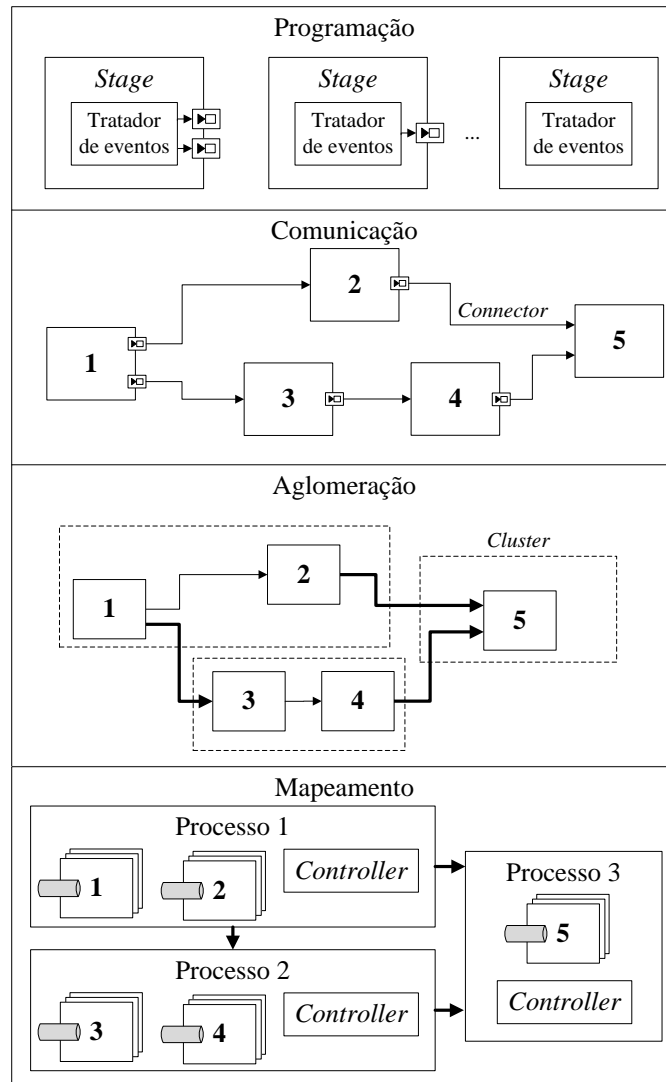 Programação
Stage
Tratador
de eventos
Stage
Tratador
de eventos
...
Stage
Tratador
de eventos
Comunicação
2
Connector
1
5
3
4
Aglomeração
Cluster
1
2
5
3
4
Mapeamento
Processo 1
1
2
Controller
Processo 2
3
4
Controller
Processo 3
5
Controller